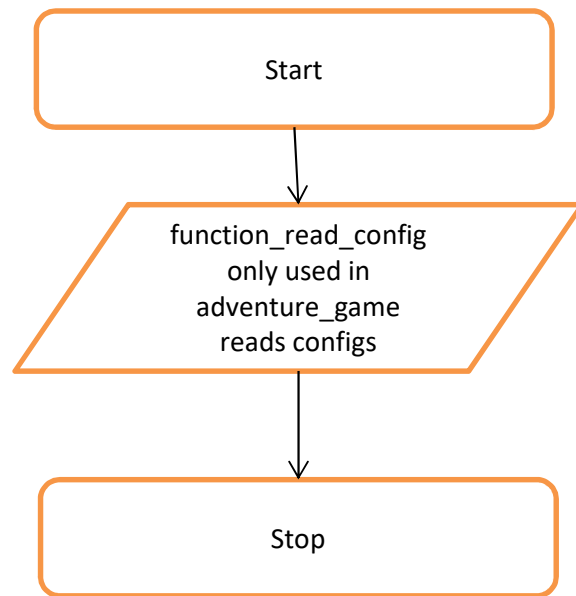 Start
function_read_config
only used in
adventure_game
reads configs
Stop